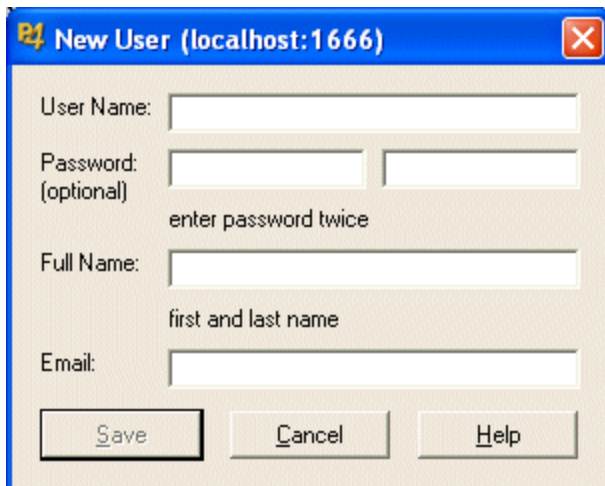 P4 New User (localhost:1666)
User Name:
Password:
(optional)
enter password twice
Full Name:
first and last name
Email:
Save Cancel Help